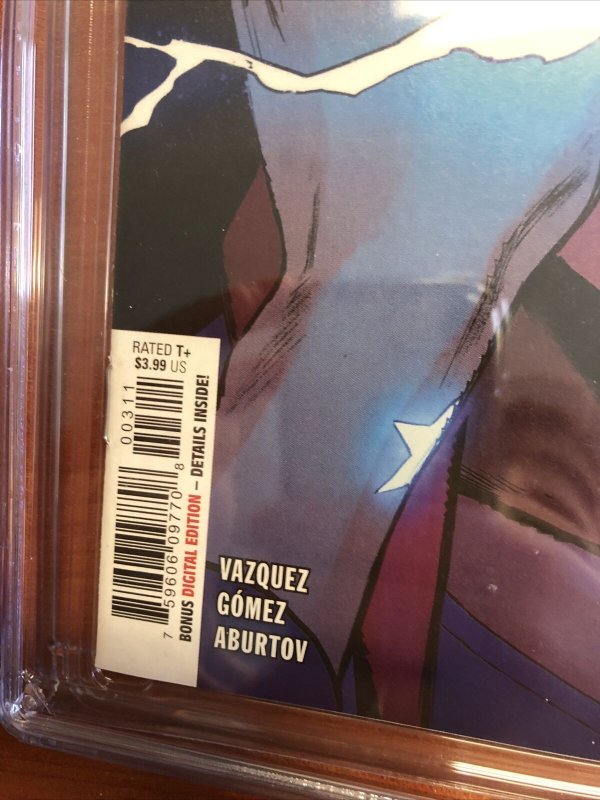 RATED T+
$3.99 US
00311
7 59606 09770 8
BONUS DIGITAL EDITION – DETAILS INSIDE!
VAZQUEZ
GÓMEZ
ABURTOV